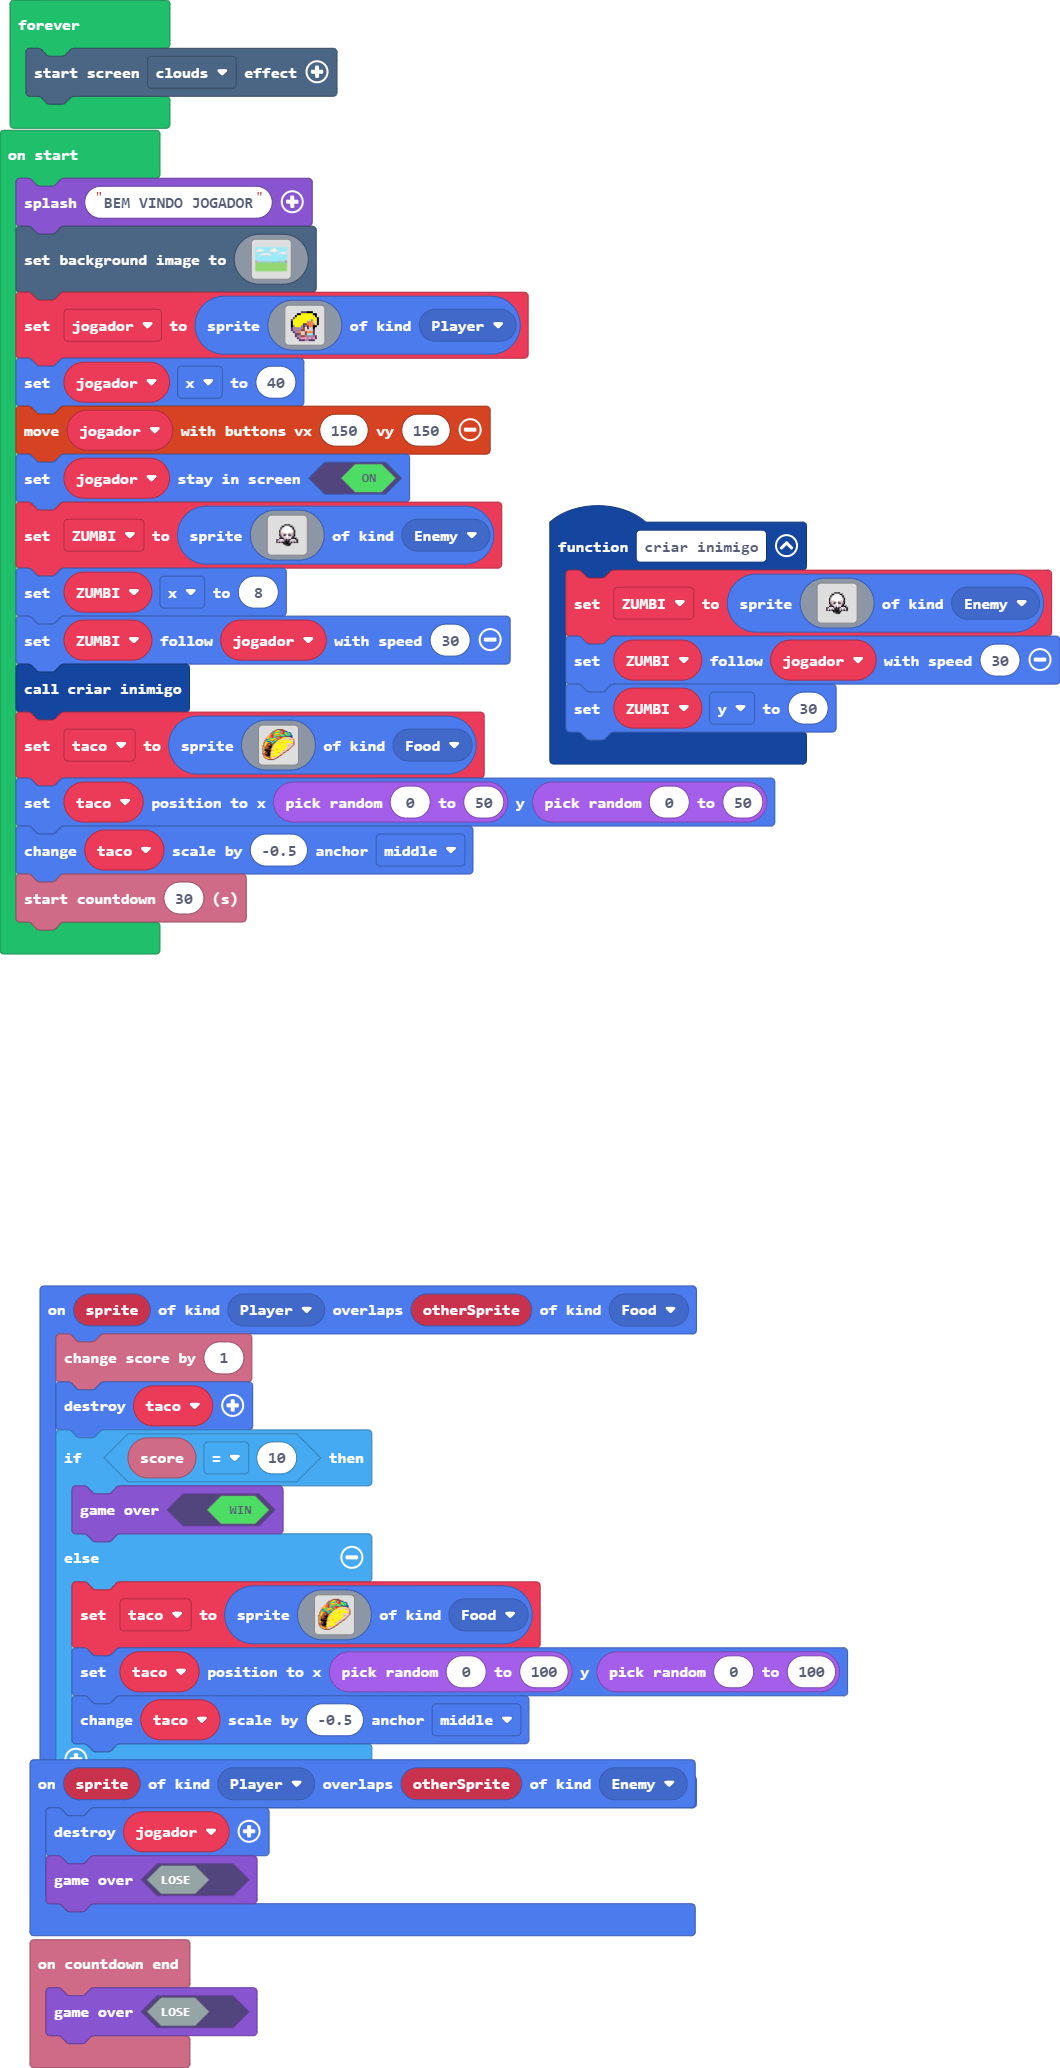 forever
start screen clouds effect
on start
splash "BEM VINDO JOGADOR"
set background image to
set jogador to sprite of kind Player
set jogador x to 40
move jogador with buttons vx 150 vy 150
set jogador stay in screen ON
set ZUMBI to sprite of kind Enemy
set ZUMBI x to 8
set ZUMBI follow jogador with speed 30
call criar inimigo
set taco to sprite of kind Food
set taco position to x pick random 0 to 50 y pick random 0 to 50
change taco scale by -0.5 anchor middle
start countdown 30 (s)
function criar inimigo
set ZUMBI to sprite of kind Enemy
set ZUMBI follow jogador with speed 30
set ZUMBI y to 30
on sprite of kind Player overlaps otherSprite of kind Food
change score by 1
destroy taco
if score = 10 then
game over WIN
else
set taco to sprite of kind Food
set taco position to x pick random 0 to 100 y pick random 0 to 100
change taco scale by -0.5 anchor middle
on sprite of kind Player overlaps otherSprite of kind Enemy
destroy jogador
game over LOSE
on countdown end
game over LOSE